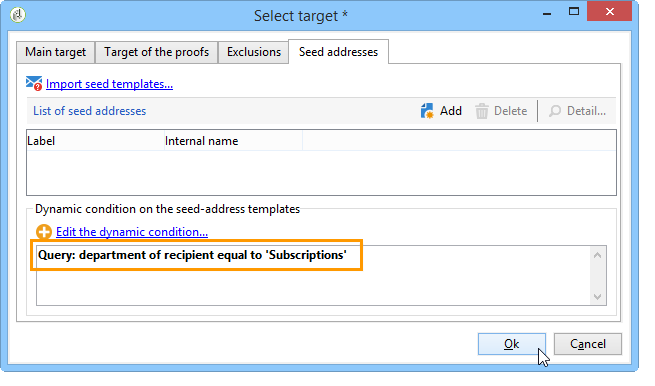 Select target *
Main target Target of the proofs Exclusions Seed addresses
Import seed templates...
List of seed addresses Add Delete Detail...
Label Internal name
Dynamic condition on the seed-address templates
Edit the dynamic condition...
Query: department of recipient equal to 'Subscriptions'
Ok Cancel